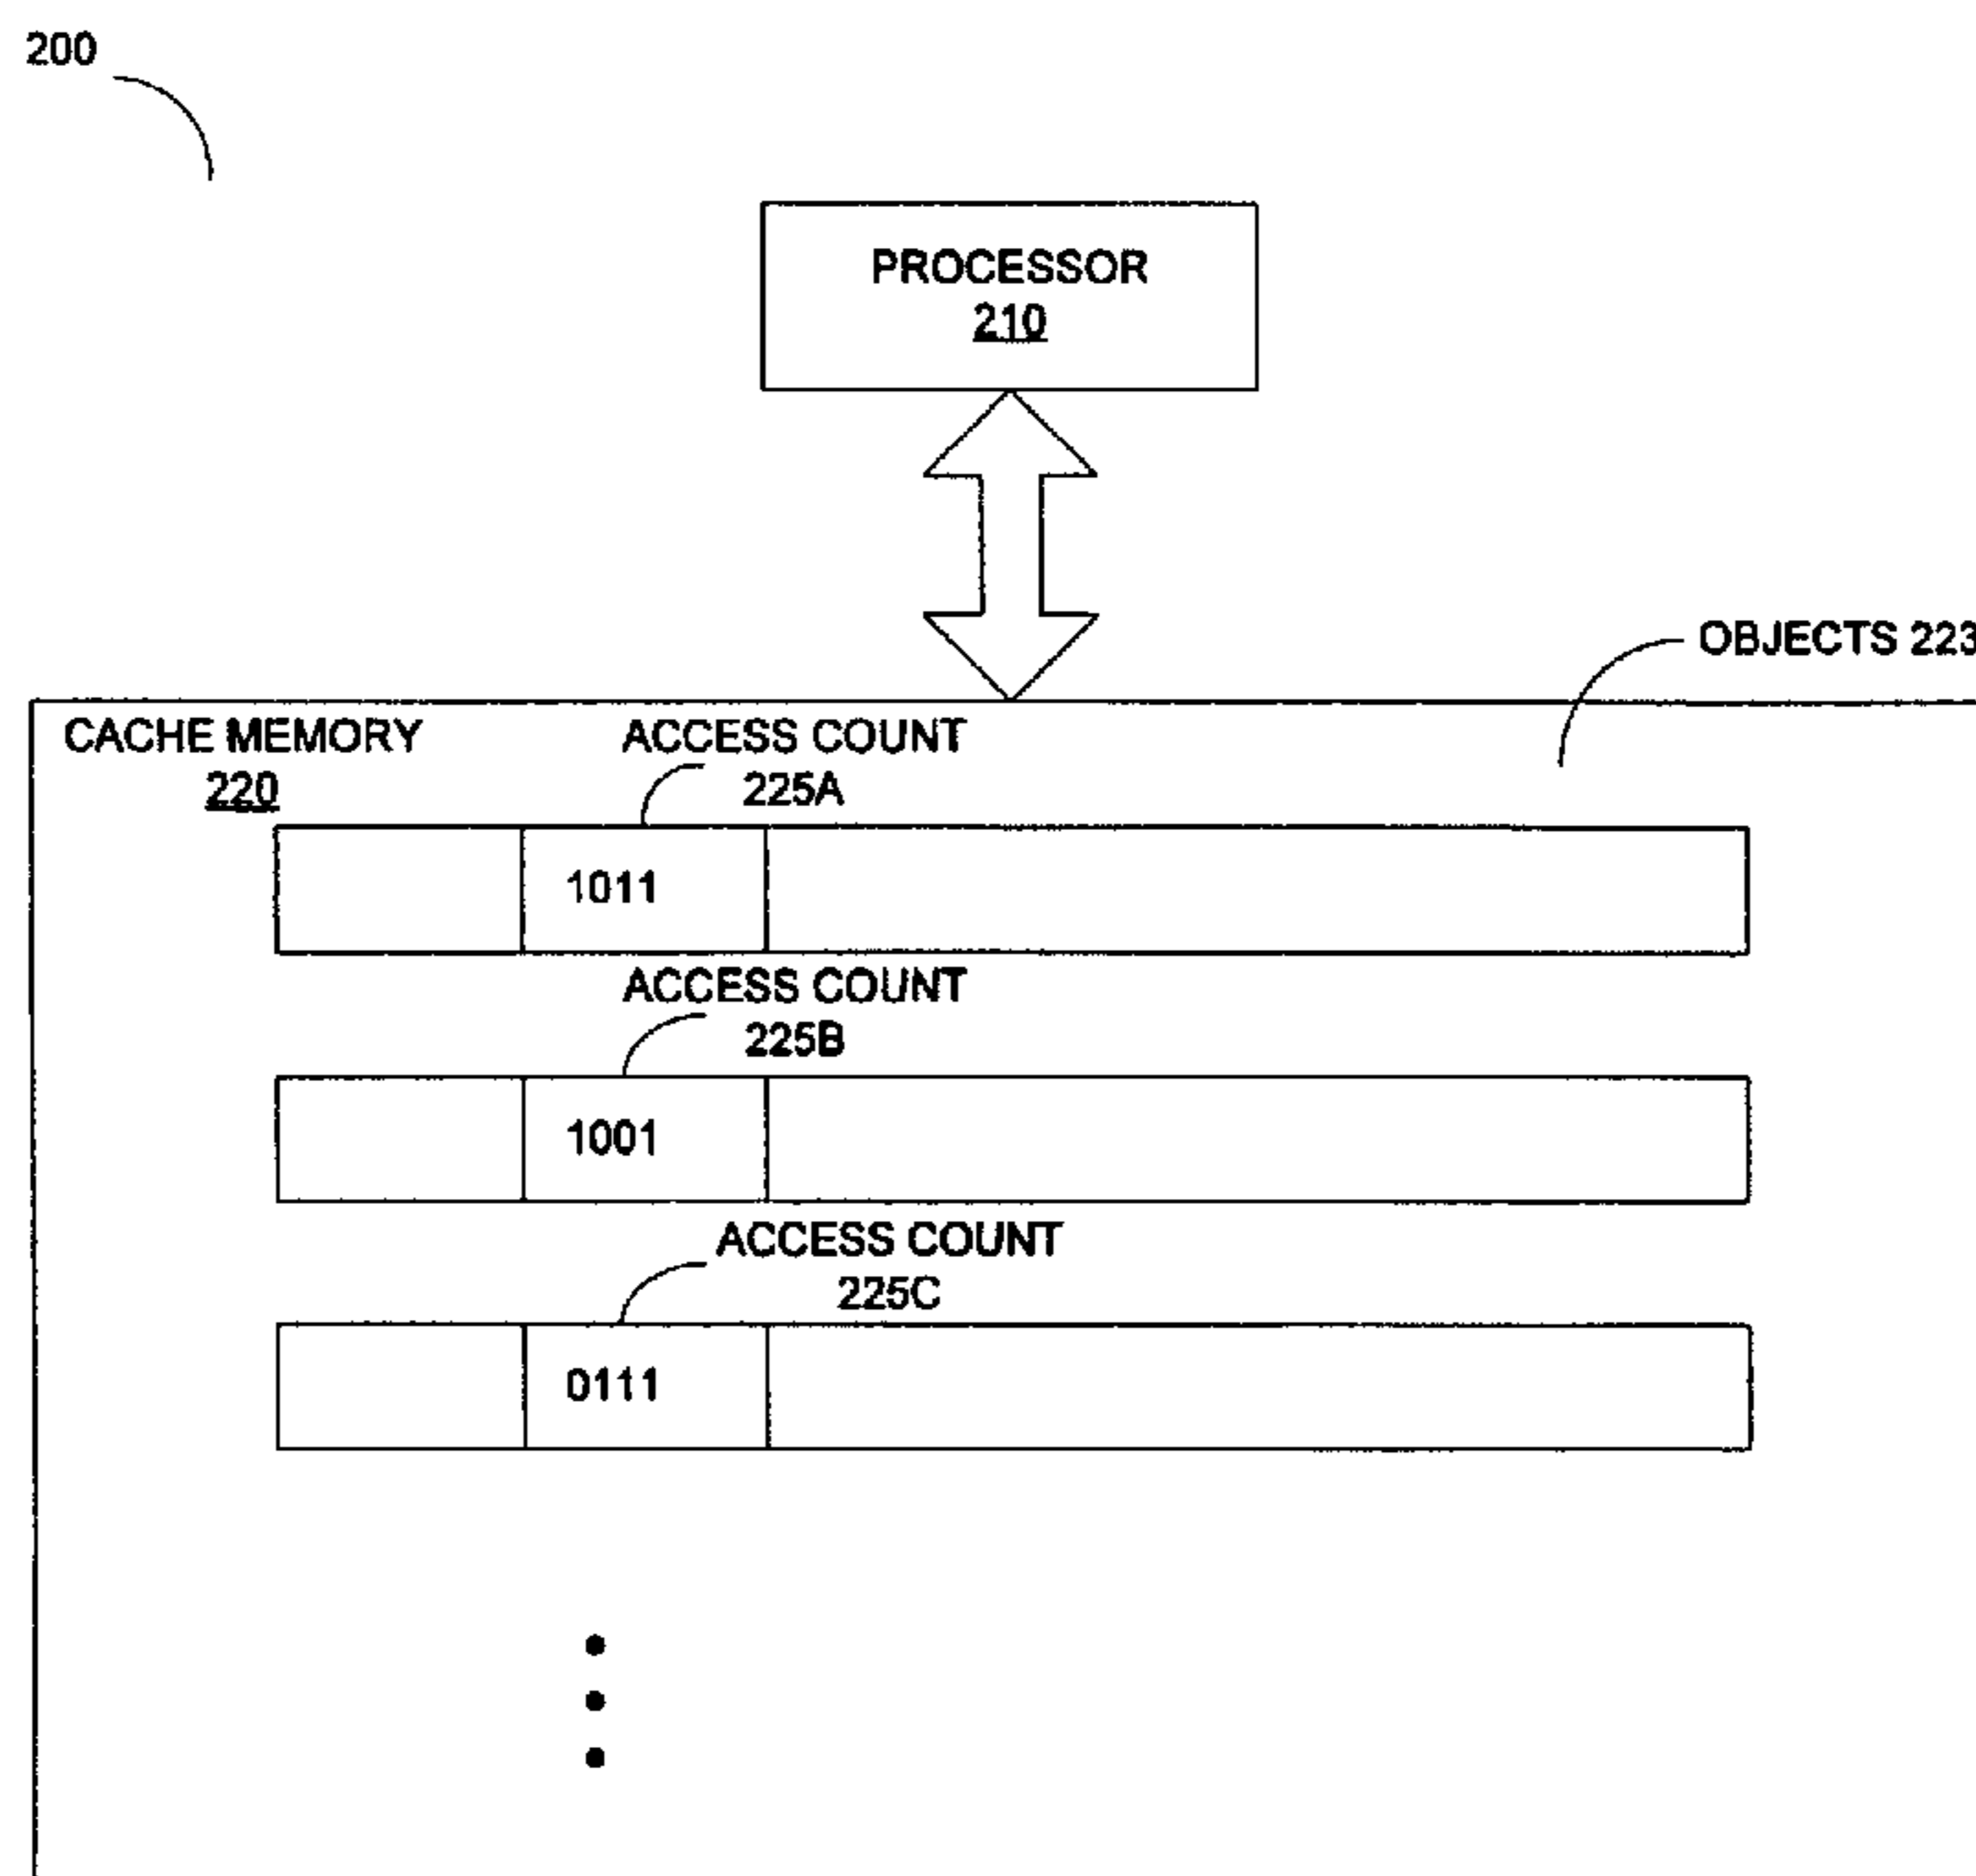 200
PROCESSOR
210
OBJECTS 223
CACHE MEMORY
220
ACCESS COUNT
225A
1011
ACCESS COUNT
225B
1001
ACCESS COUNT
225C
0111